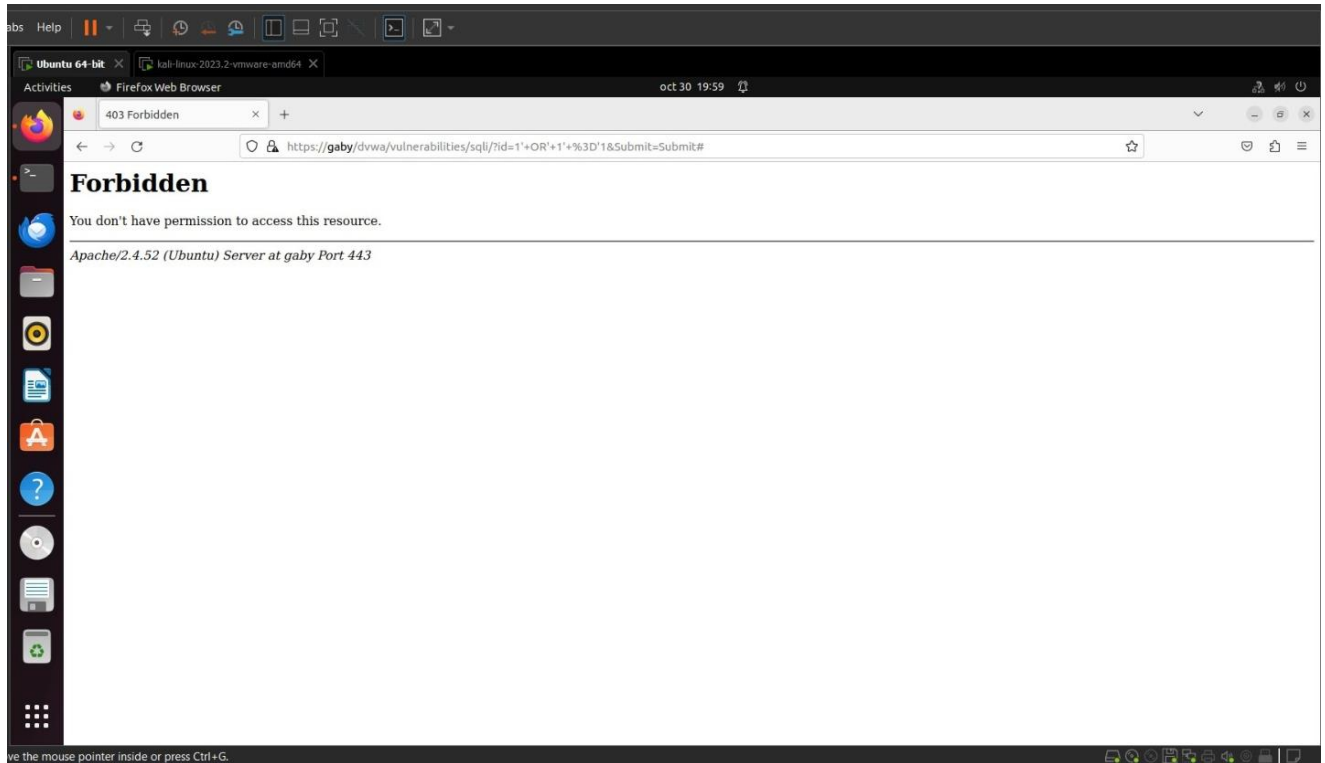 abs Help
Ubuntu 64-bit kali-linux-2023.2-vmware-amd64
Activities Firefox Web Browser oct 30 19:59
403 Forbidden
https://gaby/dvwa/vulnerabilities/sqli/?id=1'+OR'+1'+%3D'1&Submit=Submit#
Forbidden
You don't have permission to access this resource.
Apache/2.4.52 (Ubuntu) Server at gaby Port 443
ve the mouse pointer inside or press Ctrl+G.